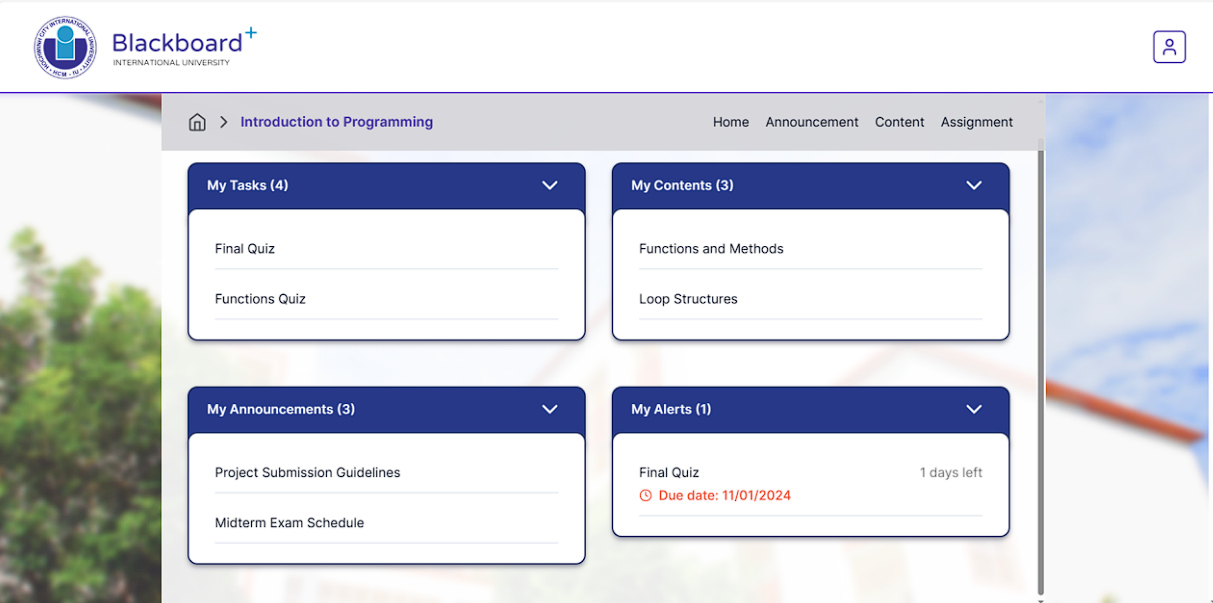 HOCHIMINH CITY INTERNATIONAL UNIVERSITY
HCM - IU
Blackboard+
INTERNATIONAL UNIVERSITY
Introduction to Programming
Home Announcement Content Assignment
My Tasks (4)
Final Quiz
Functions Quiz
My Contents (3)
Functions and Methods
Loop Structures
My Announcements (3)
Project Submission Guidelines
Midterm Exam Schedule
My Alerts (1)
Final Quiz 1 days left
Due date: 11/01/2024